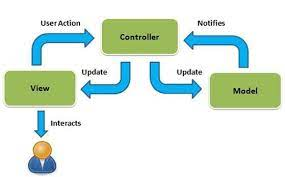 User Action
Notifies
Controller
Update
Update
View
Model
Interacts